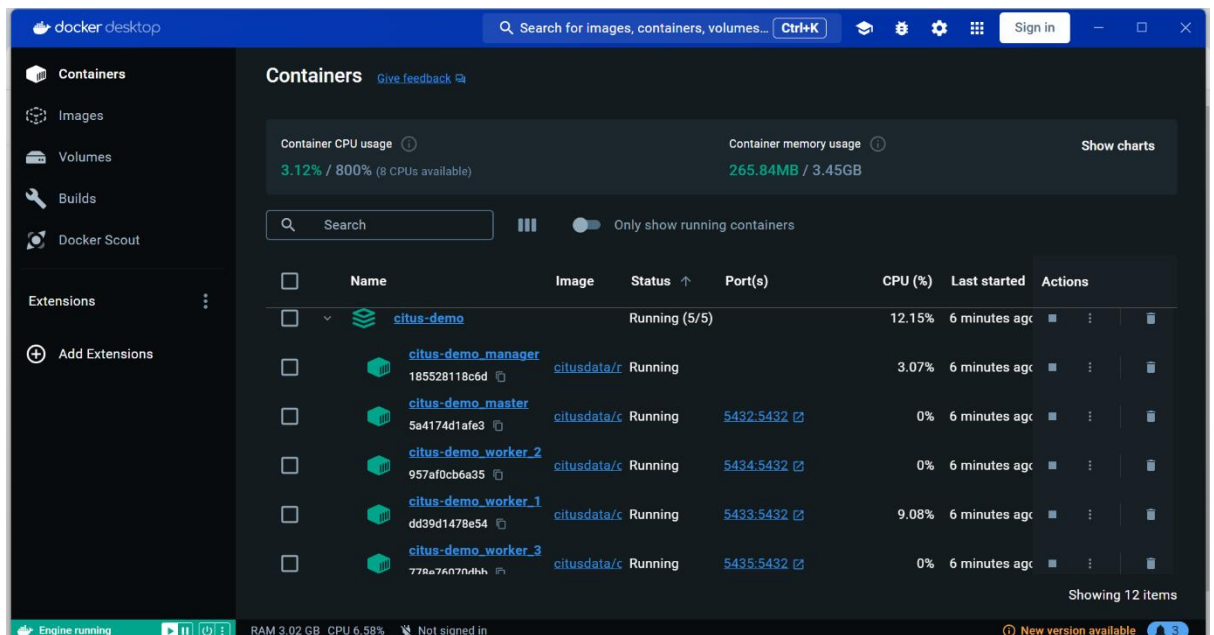 docker desktop
Search for images, containers, volumes... Ctrl+K
Sign in
Containers
Images
Volumes
Builds
Docker Scout
Extensions
Add Extensions
Containers Give feedback
Container CPU usage
3.12% / 800% (8 CPUs available)
Container memory usage
265.84MB / 3.45GB
Show charts
Search
Only show running containers
Name Image Status Port(s) CPU (%) Last started Actions
citus-demo Running (5/5) 12.15% 6 minutes ago
citus-demo_manager
185528118c6d citusdata/r Running 3.07% 6 minutes ago
citus-demo_master
5a4174d1afe3 citusdata/c Running 5432:5432 0% 6 minutes ago
citus-demo_worker_2
957af0cb6a35 citusdata/c Running 5434:5432 0% 6 minutes ago
citus-demo_worker_1
dd39d1478e54 citusdata/c Running 5433:5432 9.08% 6 minutes ago
citus-demo_worker_3
778e76070dbb citusdata/c Running 5435:5432 0% 6 minutes ago
Showing 12 items
Engine running
RAM 3.02 GB CPU 6.58% Not signed in
New version available 3